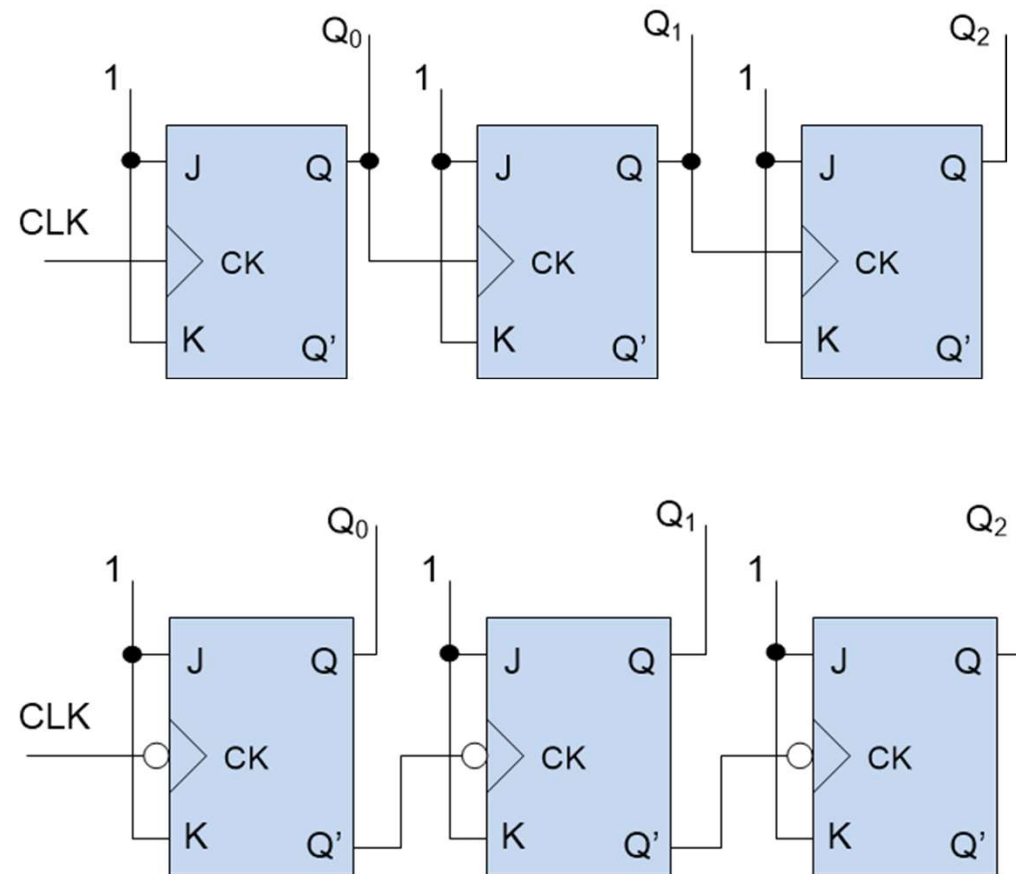 Q₀ Q₁ Q₂
1 1 1
J Q J Q J Q
CLK
CK CK CK
K Q’ K Q’ K Q’
Q₀ Q₁ Q₂
1 1 1
J Q J Q J Q
CLK
CK CK CK
K Q’ K Q’ K Q’